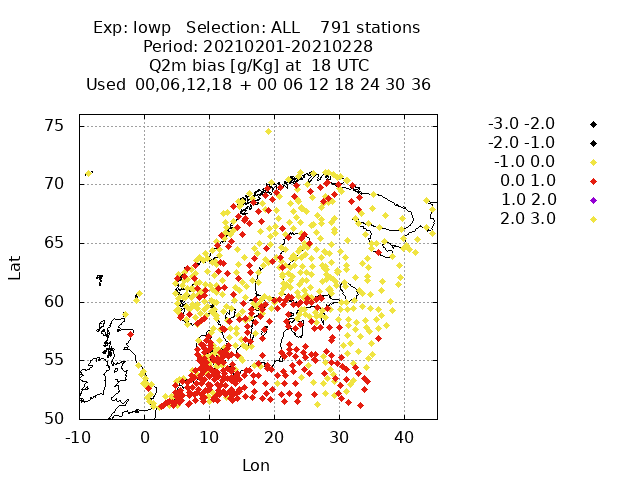 Exp: lowp   Selection: ALL    791 stations
Period: 20210201-20210228
Q2m bias [g/Kg] at  18 UTC
Used  00,06,12,18 + 00 06 12 18 24 30 36
-3.0 -2.0
-2.0 -1.0
-1.0 0.0
0.0 1.0
1.0 2.0
2.0 3.0
75
70
65
60
55
50
Lat
-10 0 10 20 30 40
Lon